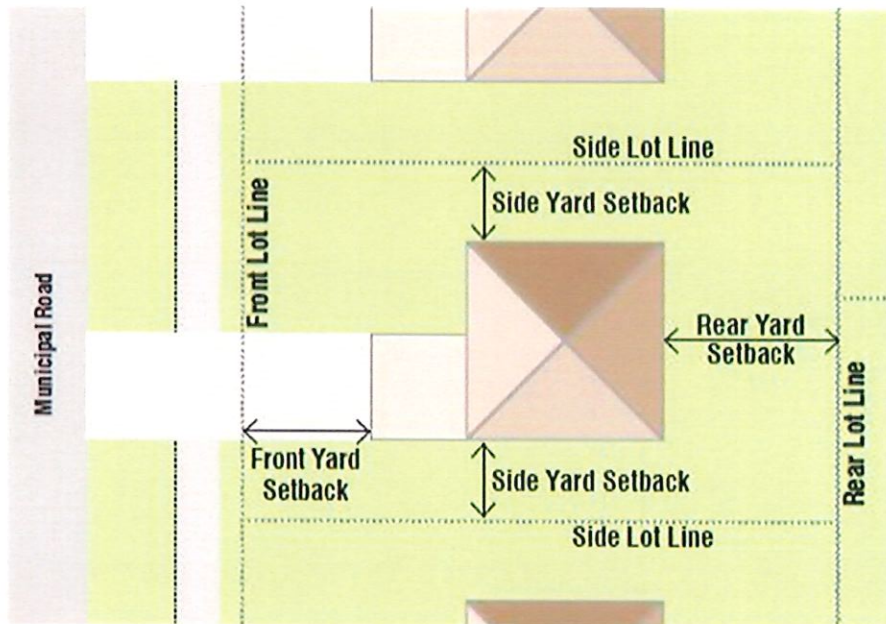 Side Lot Line
Side Yard Setback
Front Lot Line
Municipal Road
Rear Yard
Setback
Rear Lot Line
Front Yard
Setback
Side Yard Setback
Side Lot Line